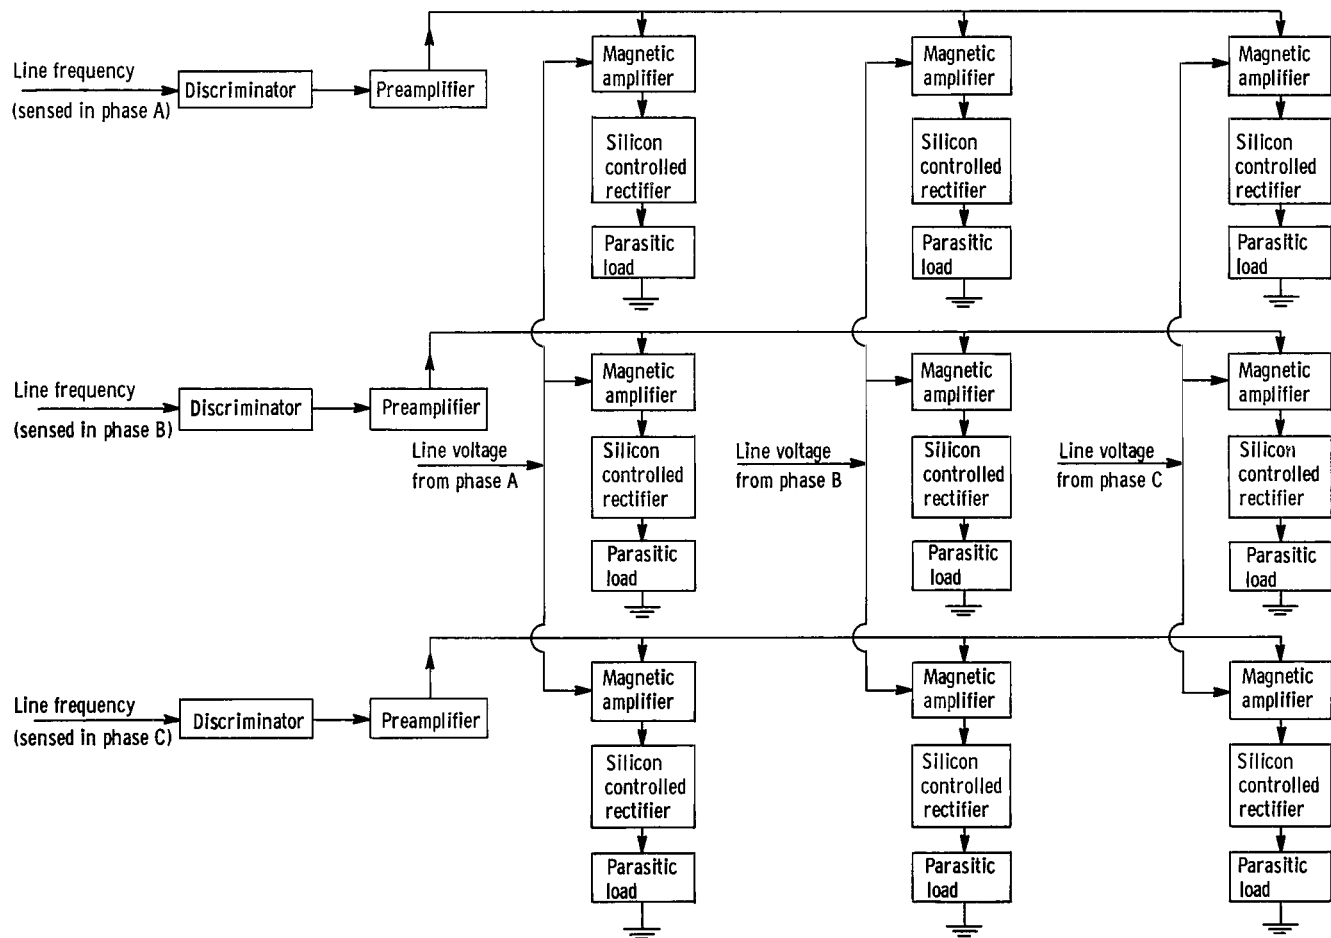 Line frequency
(sensed in phase A)
Discriminator
Preamplifier
Magnetic
amplifier
Silicon
controlled
rectifier
Parasitic
load
Magnetic
amplifier
Silicon
controlled
rectifier
Parasitic
load
Magnetic
amplifier
Silicon
controlled
rectifier
Parasitic
load
Line frequency
(sensed in phase B)
Discriminator
Preamplifier
Line voltage
from phase A
Magnetic
amplifier
Silicon
controlled
rectifier
Parasitic
load
Line voltage
from phase B
Magnetic
amplifier
Silicon
controlled
rectifier
Parasitic
load
Line voltage
from phase C
Magnetic
amplifier
Silicon
controlled
rectifier
Parasitic
load
Line frequency
(sensed in phase C)
Discriminator
Preamplifier
Magnetic
amplifier
Silicon
controlled
rectifier
Parasitic
load
Magnetic
amplifier
Silicon
controlled
rectifier
Parasitic
load
Magnetic
amplifier
Silicon
controlled
rectifier
Parasitic
load